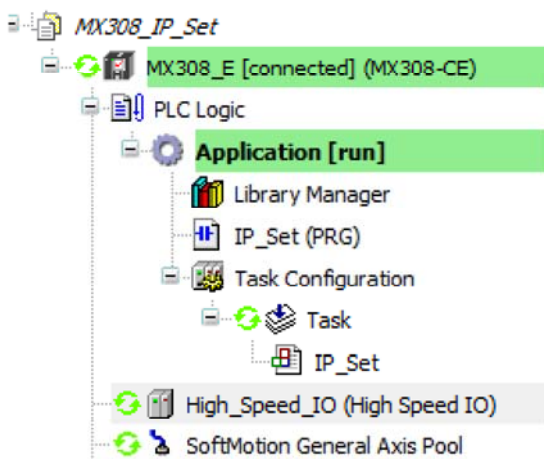 MX308_IP_Set
MX308_E [connected] (MX308-CE)
PLC Logic
Application [run]
Library Manager
IP_Set (PRG)
Task Configuration
Task
IP_Set
High_Speed_IO (High Speed IO)
SoftMotion General Axis Pool